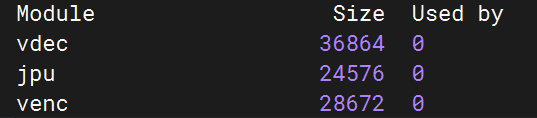 Module Size Used by
vdec 36864 0
jpu 24576 0
venc 28672 0